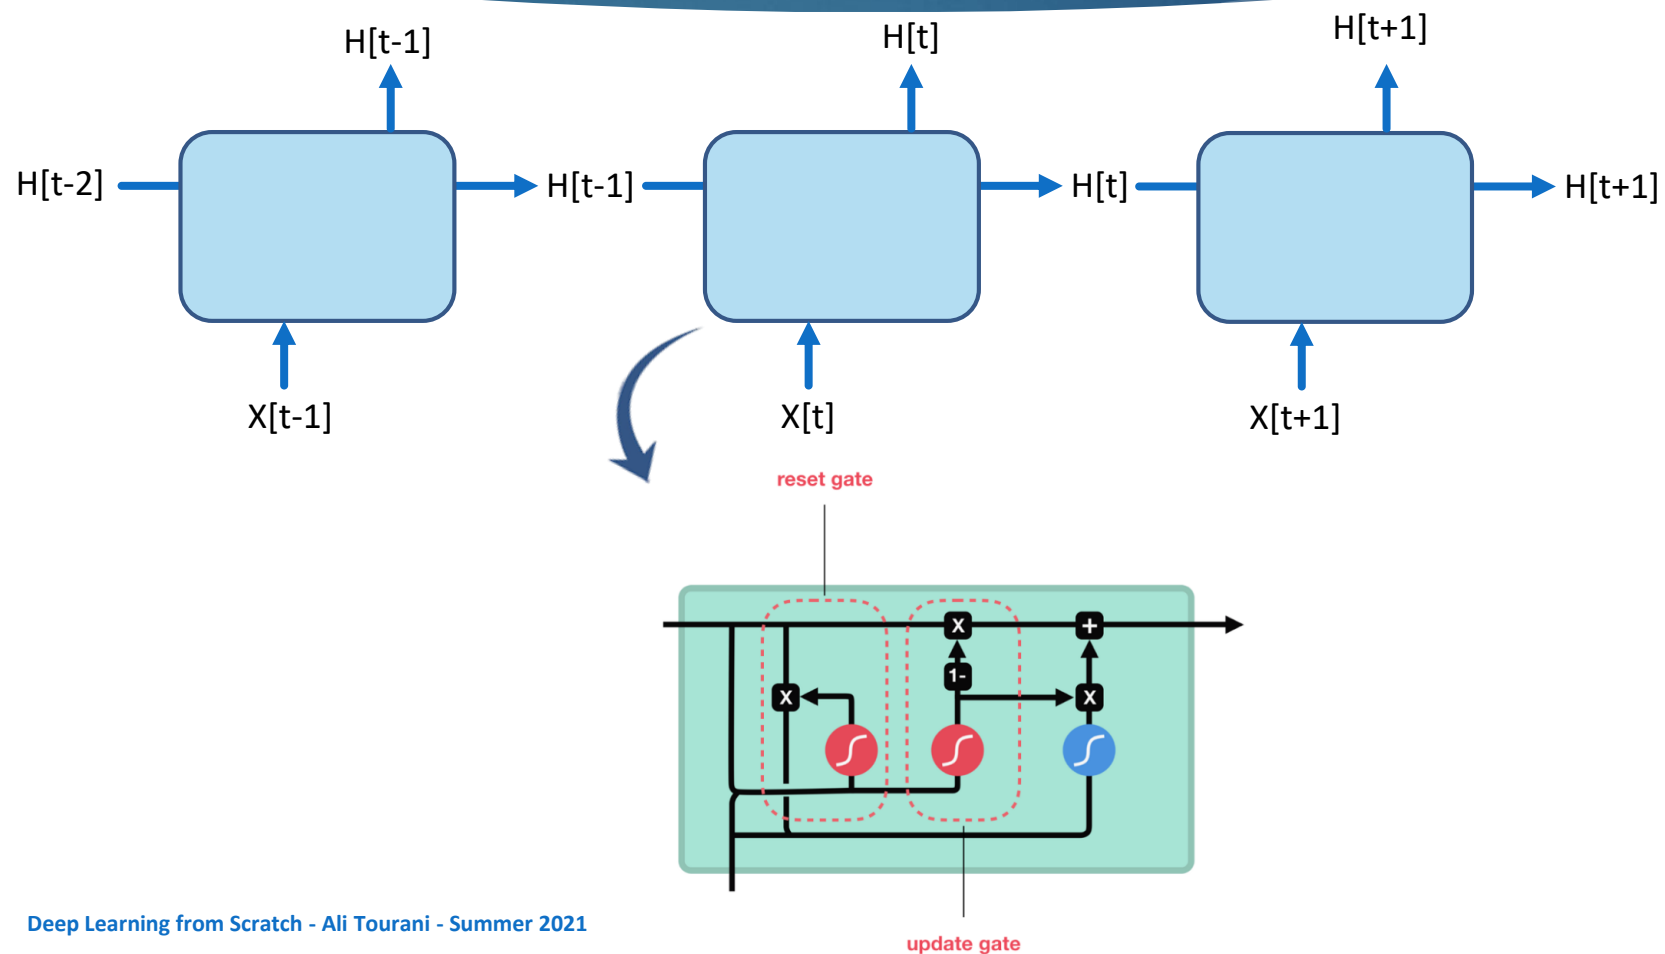 H[t-1]
H[t]
H[t+1]
H[t-2]
H[t-1]
H[t]
H[t+1]
X[t-1]
X[t]
X[t+1]
reset gate
X
+
1-
X
X
Deep Learning from Scratch - Ali Tourani - Summer 2021
update gate